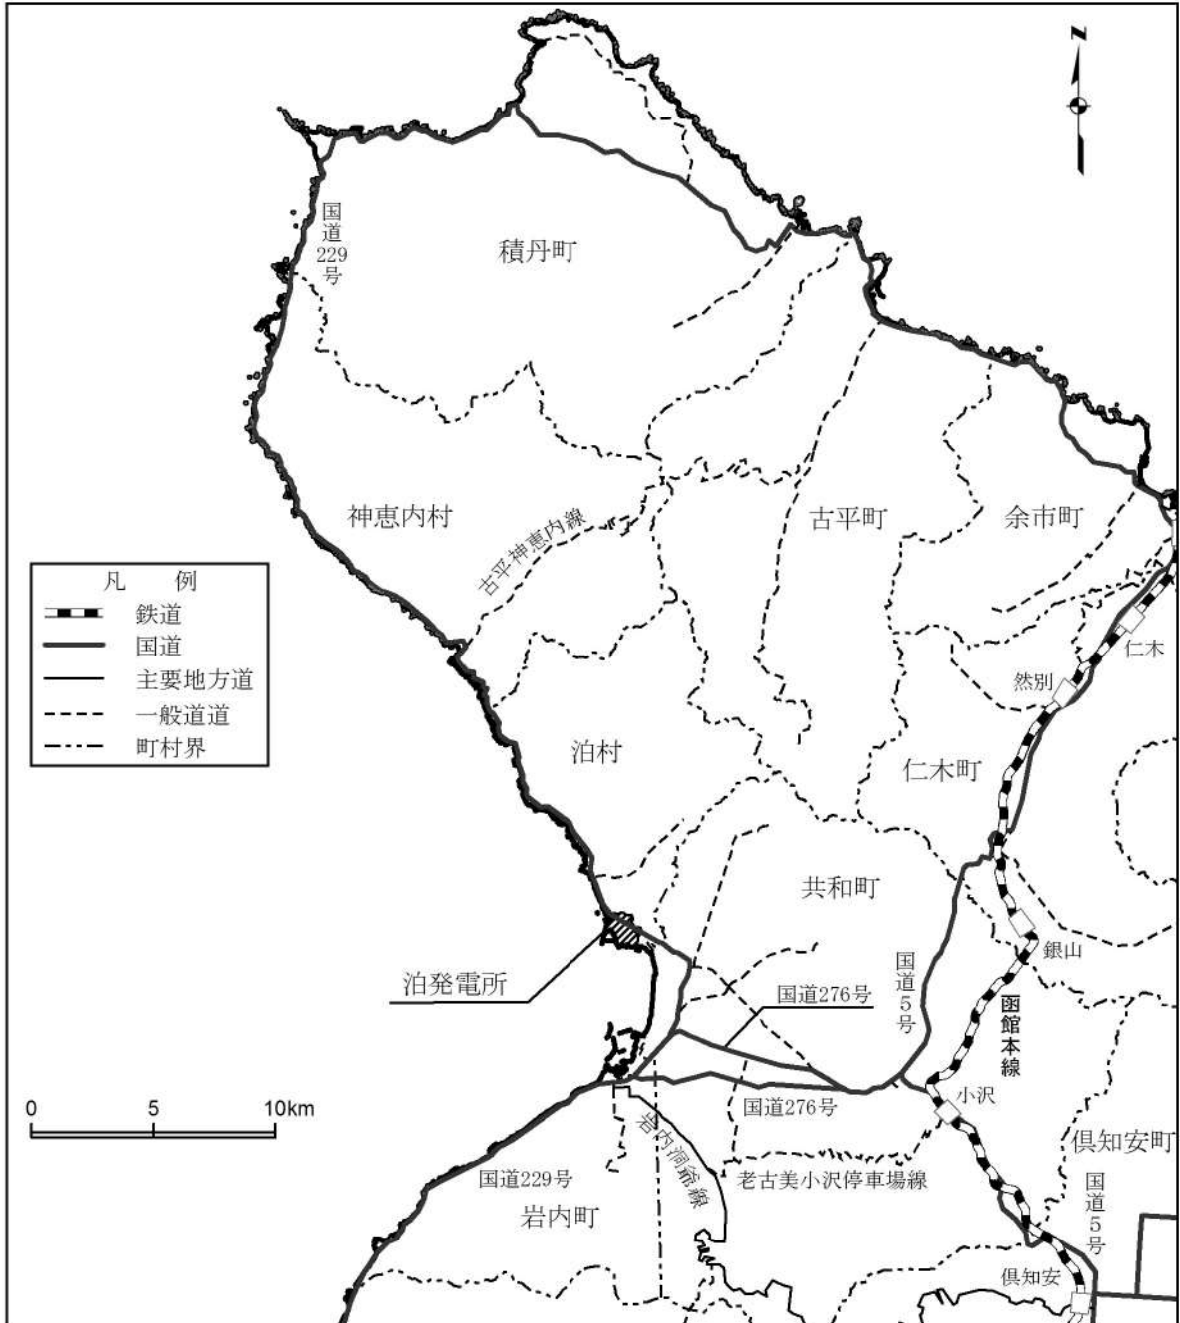 N
国道229号
積丹町
神恵内村
古平神恵内線
古平町
余市町
凡 例
鉄道
国道
主要地方道
一般道道
町村界
仁木
然別
泊村
仁木町
共和町
泊発電所
国道276号
国道5号
銀山
函館本線
0 5 10km
国道276号
小沢
岩内洞爺線
倶知安町
国道229号
老古美小沢停車場線
国道5号
岩内町
倶知安